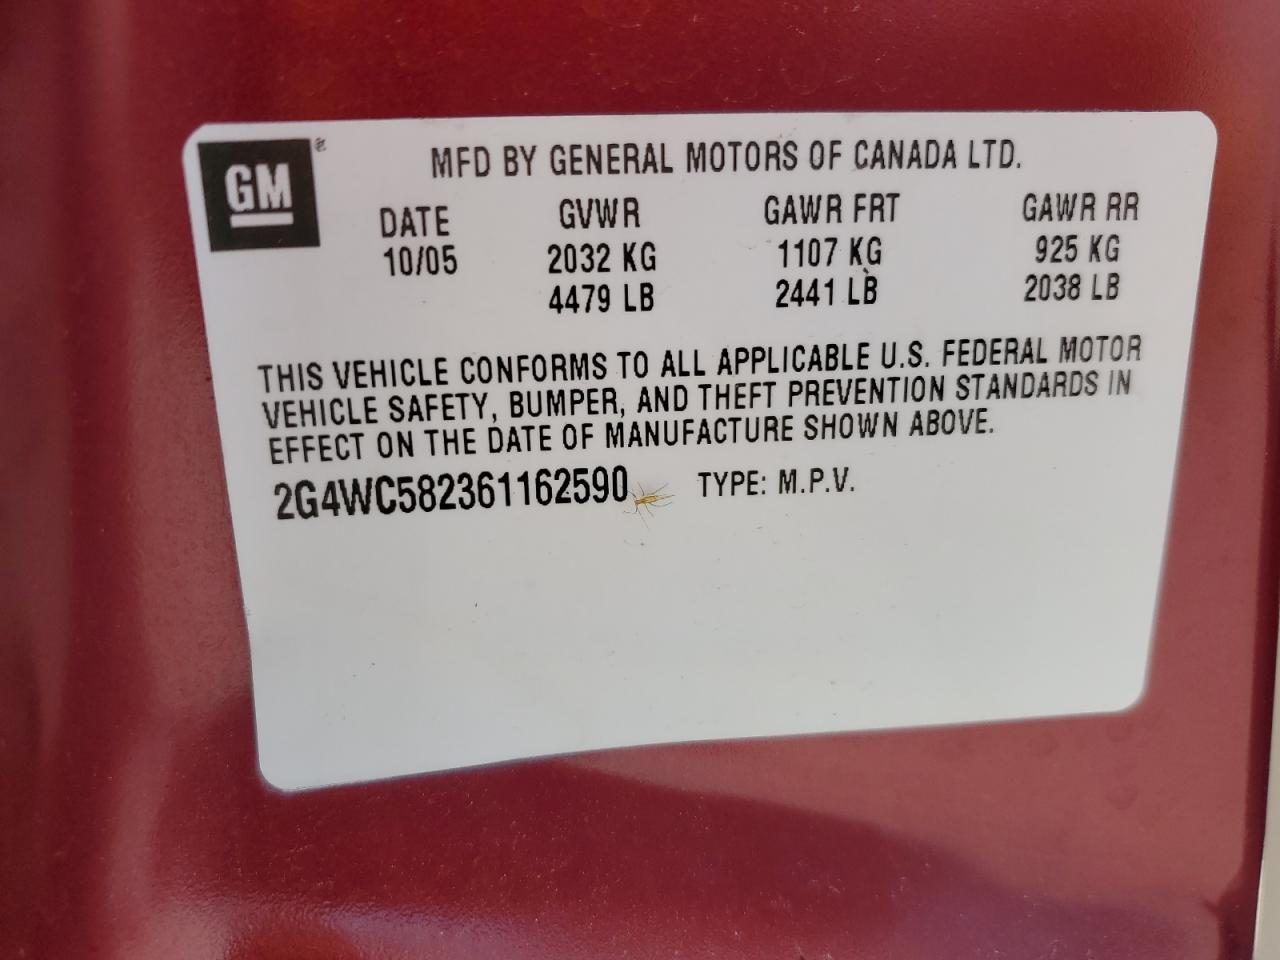 GM
MFD BY GENERAL MOTORS OF CANADA LTD.
DATE GVWR GAWR FRT GAWR RR
10/05 2032 KG 1107 KG 925 KG
4479 LB 2441 LB 2038 LB
THIS VEHICLE CONFORMS TO ALL APPLICABLE U.S. FEDERAL MOTOR
VEHICLE SAFETY, BUMPER, AND THEFT PREVENTION STANDARDS IN
EFFECT ON THE DATE OF MANUFACTURE SHOWN ABOVE.
2G4WC582361162590 TYPE: M.P.V.